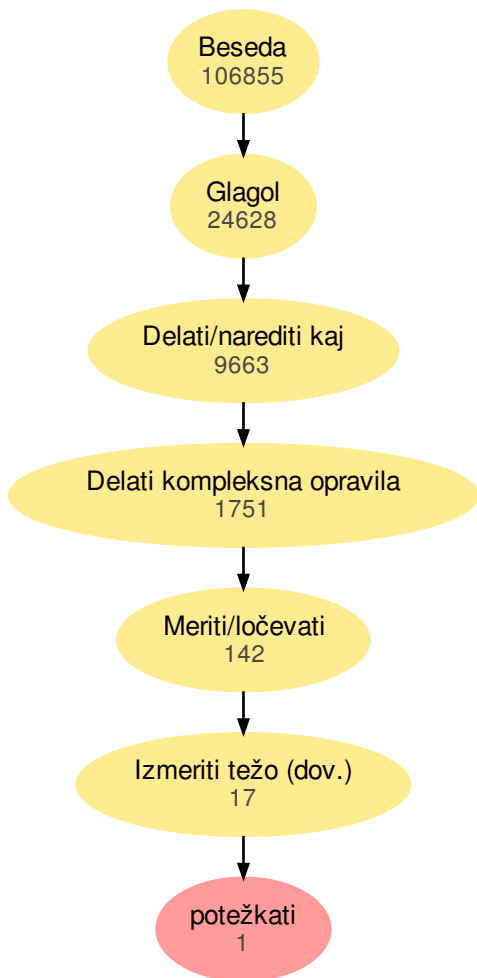 Beseda
106855
Glagol
24628
Delati/narediti kaj
9663
Delati kompleksna opravila
1751
Meriti/ločevati
142
Izmeriti težo (dov.)
17
potežkati
1